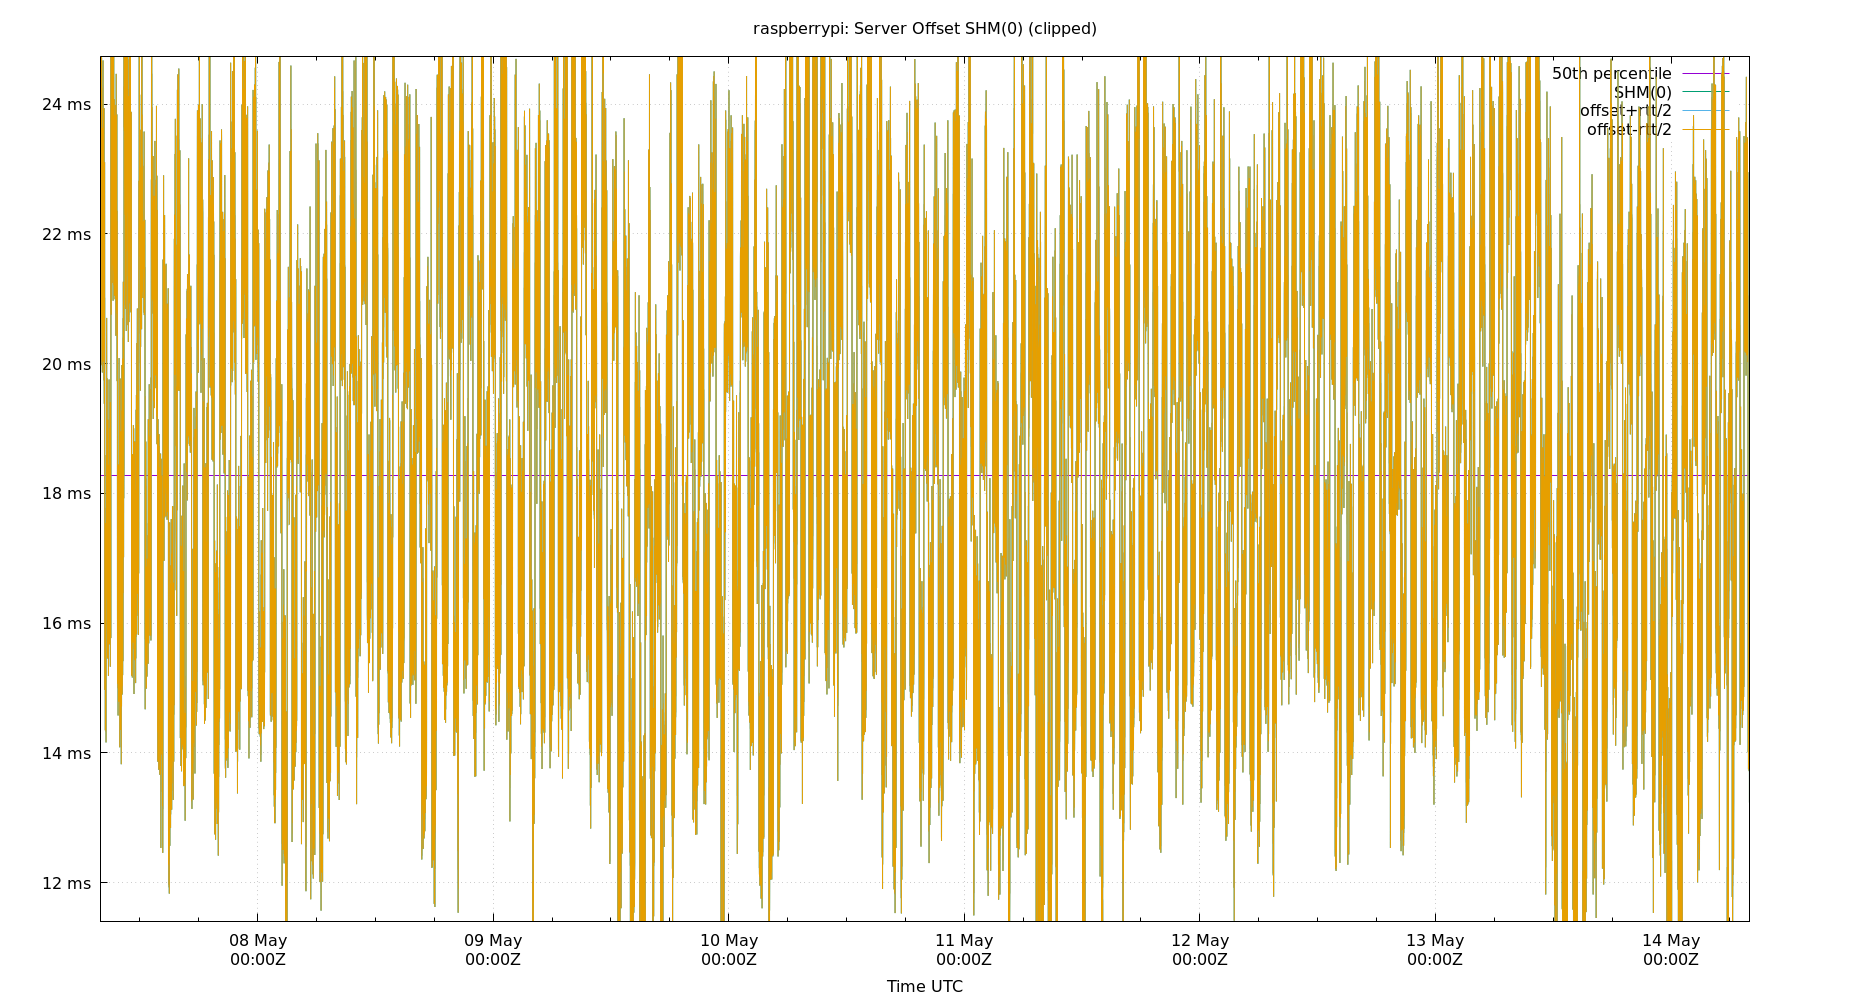 raspberrypi: Server Offset SHM(0) (clipped)
50th percentile
SHM(0)
offset+rtt/2
offset-rtt/2
24 ms
22 ms
20 ms
18 ms
16 ms
14 ms
12 ms
08 May 09 May 10 May 11 May 12 May 13 May 14 May
00:00Z 00:00Z 00:00Z 00:00Z 00:00Z 00:00Z 00:00Z
Time UTC